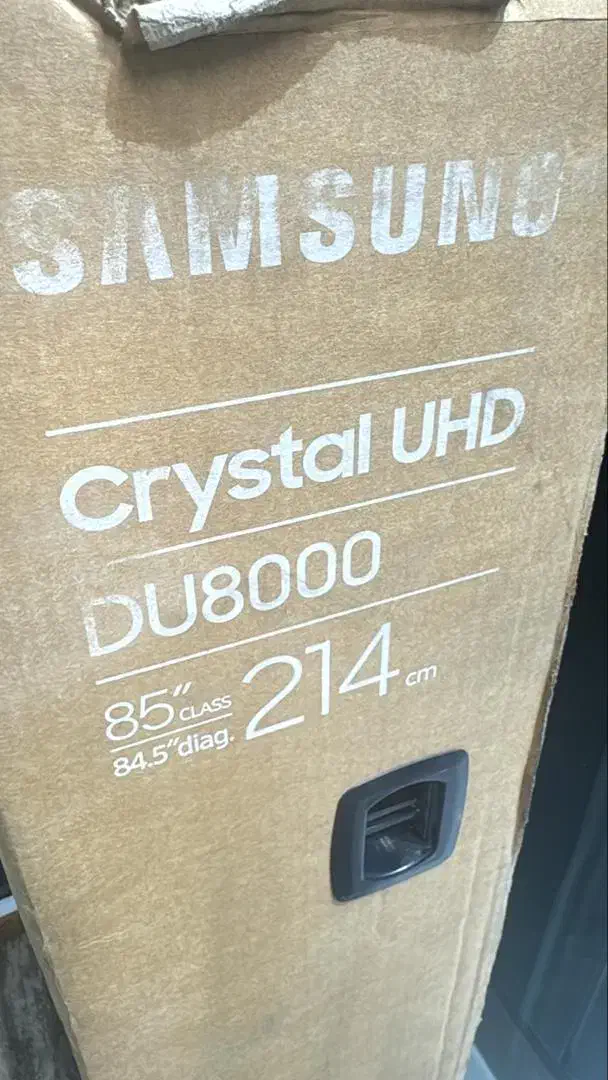 SAMSUNG
Crystal UHD
DU8000
85" CLASS
84.5"diag.
214 cm